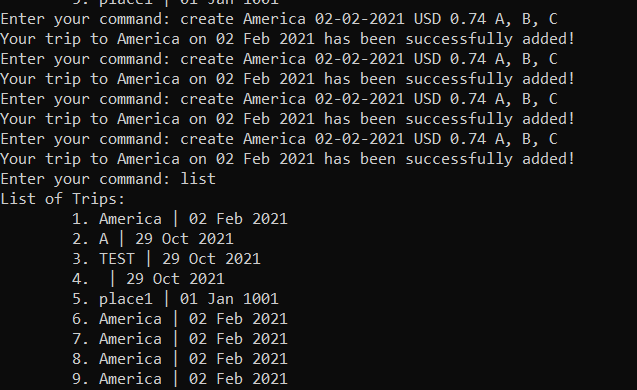 9. place1 | 01 Jan 1001
Enter your command: create America 02-02-2021 USD 0.74 A, B, C
Your trip to America on 02 Feb 2021 has been successfully added!
Enter your command: create America 02-02-2021 USD 0.74 A, B, C
Your trip to America on 02 Feb 2021 has been successfully added!
Enter your command: create America 02-02-2021 USD 0.74 A, B, C
Your trip to America on 02 Feb 2021 has been successfully added!
Enter your command: create America 02-02-2021 USD 0.74 A, B, C
Your trip to America on 02 Feb 2021 has been successfully added!
Enter your command: list
List of Trips:
1. America | 02 Feb 2021
2. A | 29 Oct 2021
3. TEST | 29 Oct 2021
4.  | 29 Oct 2021
5. place1 | 01 Jan 1001
6. America | 02 Feb 2021
7. America | 02 Feb 2021
8. America | 02 Feb 2021
9. America | 02 Feb 2021